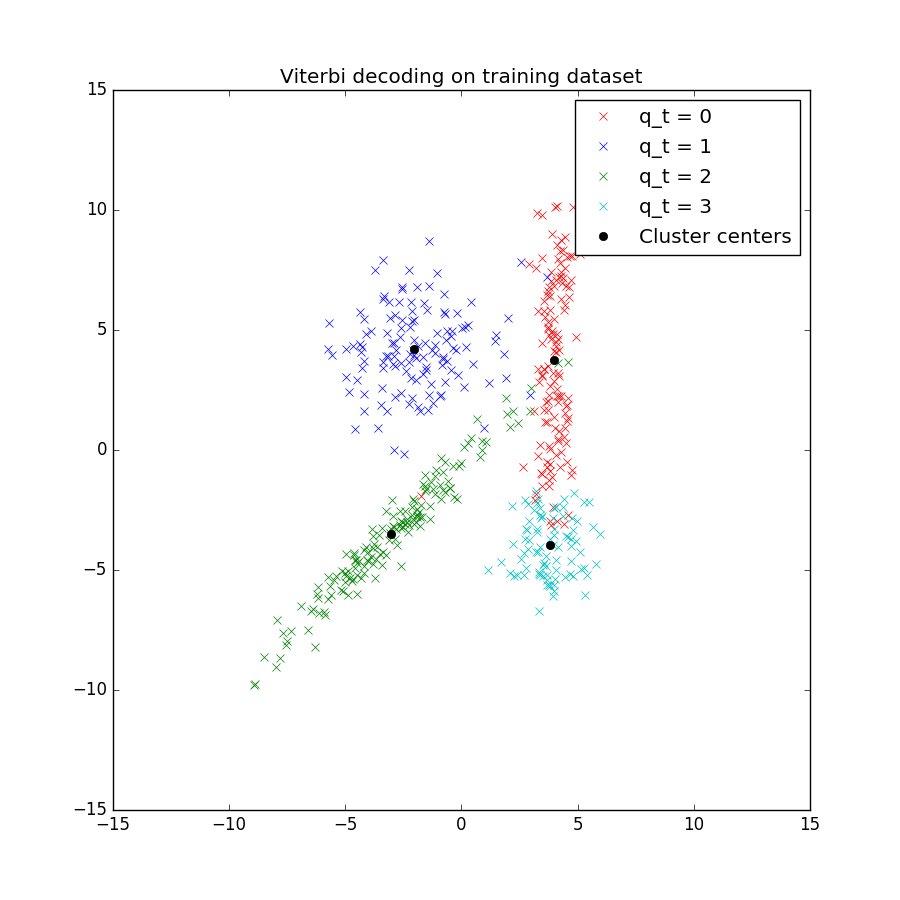 Viterbi decoding on training dataset
15
10
5
0
−5
−10
−15
−15 −10 −5 0 5 10 15
q_t = 0
q_t = 1
q_t = 2
q_t = 3
Cluster centers